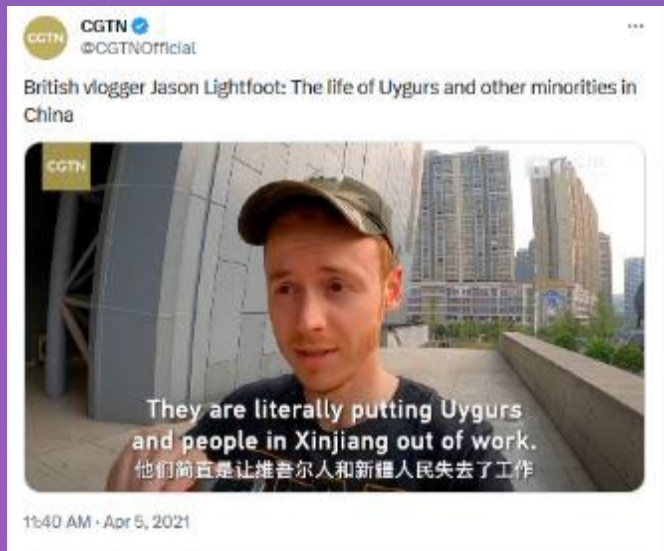 CGTN
CGTN
@CGTNOfficial
British vlogger Jason Lightfoot: The life of Uygurs and other minorities in
China
CGTN
They are literally putting Uygurs
and people in Xinjiang out of work.
他们简直是让维吾尔人和新疆人民失去了工作
11:40 AM · Apr 5, 2021